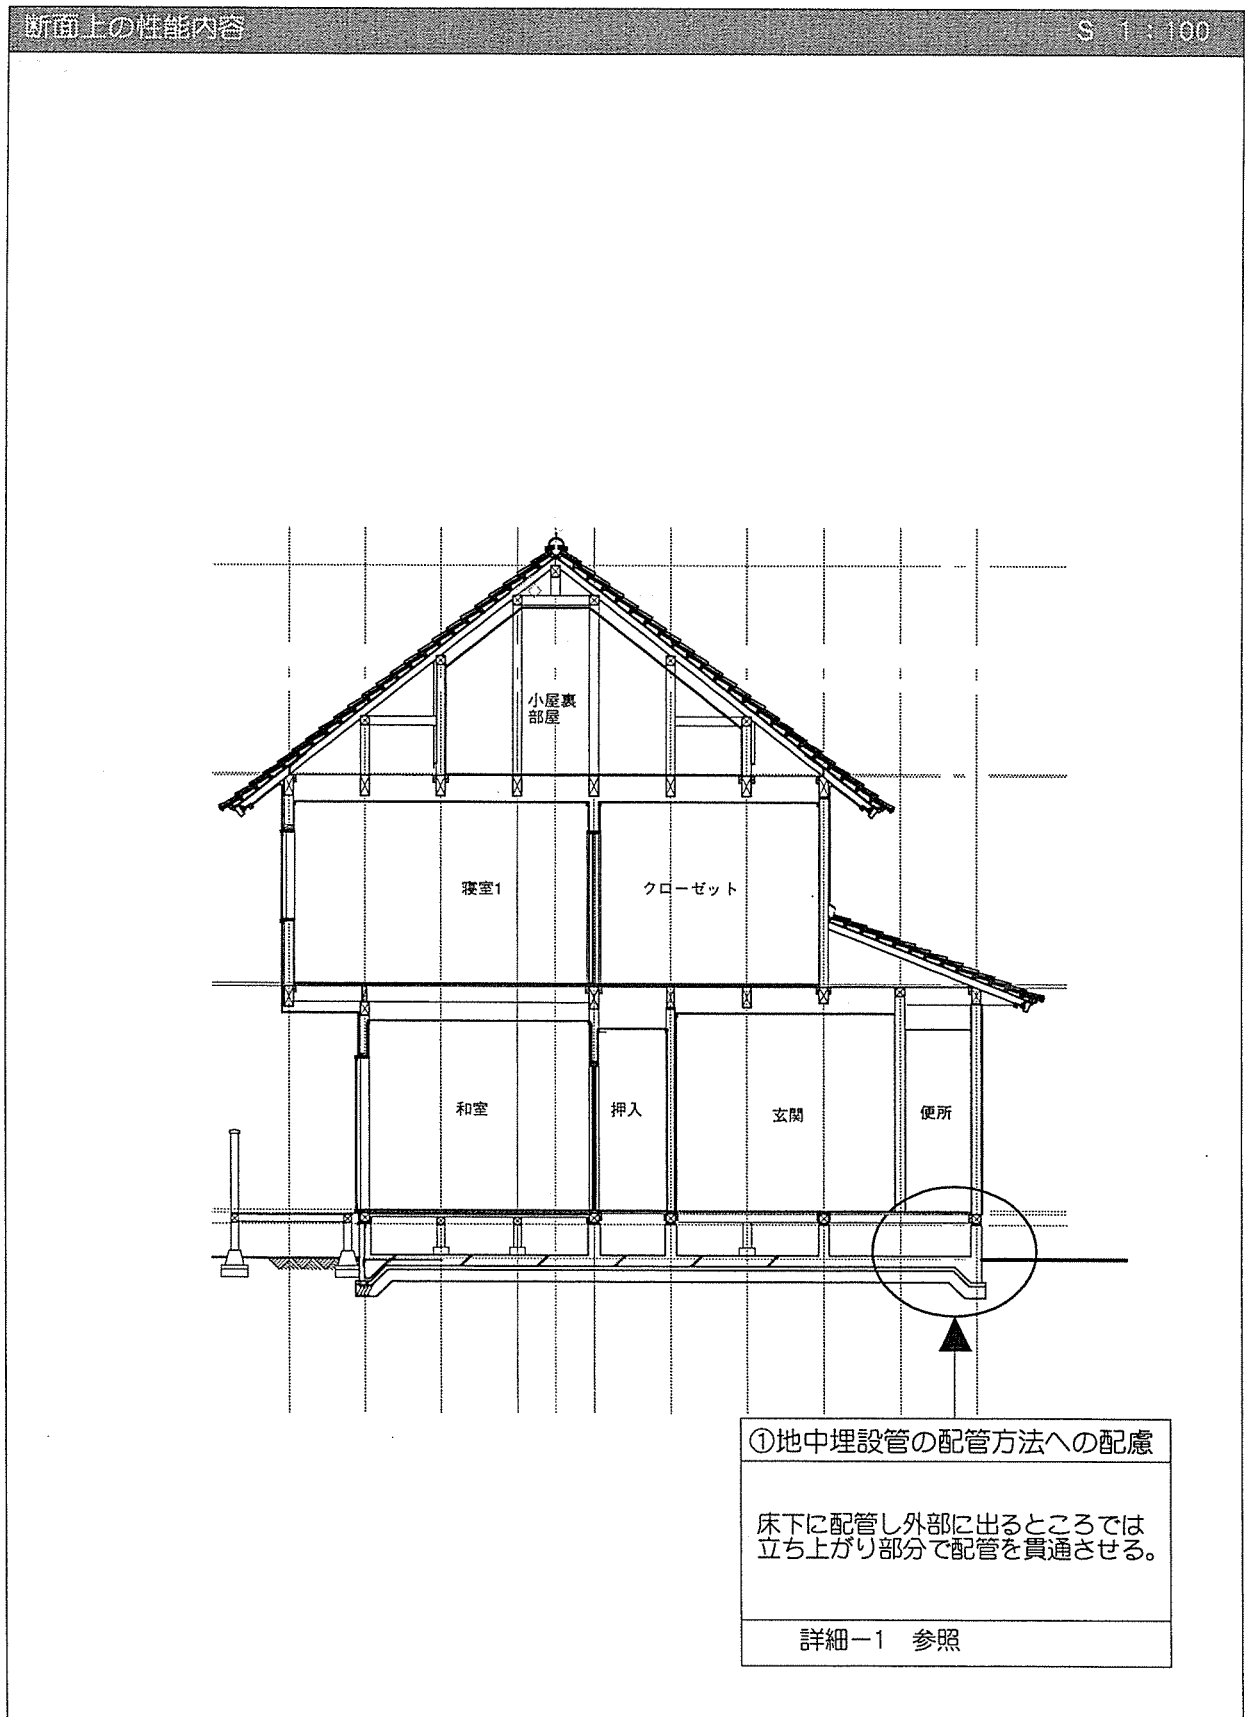 断面上の性能内容 S 1：100
小屋裏
部屋
寝室1 クローゼット
和室 押入 玄関 便所
①地中埋設管の配管方法への配慮
床下に配管し外部に出るところでは
立ち上がり部分で配管を貫通させる。
詳細－1 参照